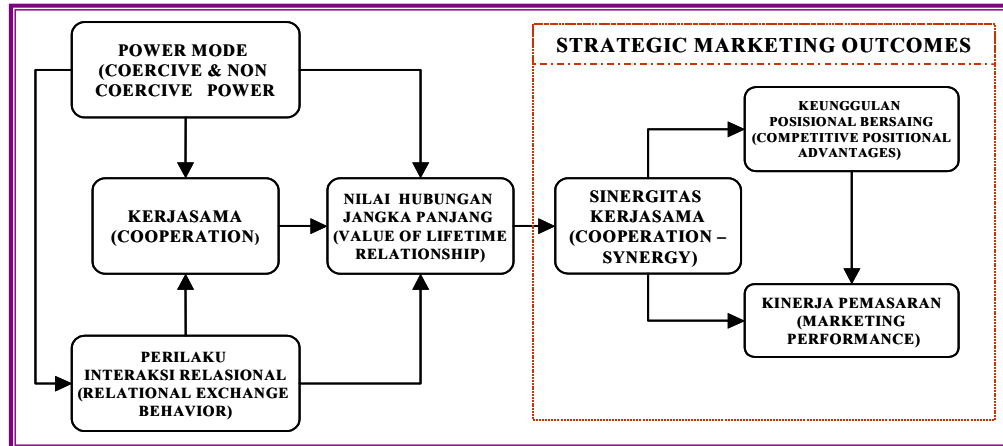 POWER MODE
(COERCIVE & NON
COERCIVE POWER
STRATEGIC MARKETING OUTCOMES
KEUNGGULAN
POSISIONAL BERSAING
(COMPETITIVE POSITIONAL
ADVANTAGES)
KERJASAMA
(COOPERATION)
NILAI HUBUNGAN
JANGKA PANJANG
(VALUE OF LIFETIME
RELATIONSHIP)
SINERGITAS
KERJASAMA
(COOPERATION –
SYNERGY)
KINERJA PEMASARAN
(MARKETING
PERFORMANCE)
PERILAKU
INTERAKSI RELASIONAL
(RELATIONAL EXCHANGE
BEHAVIOR)